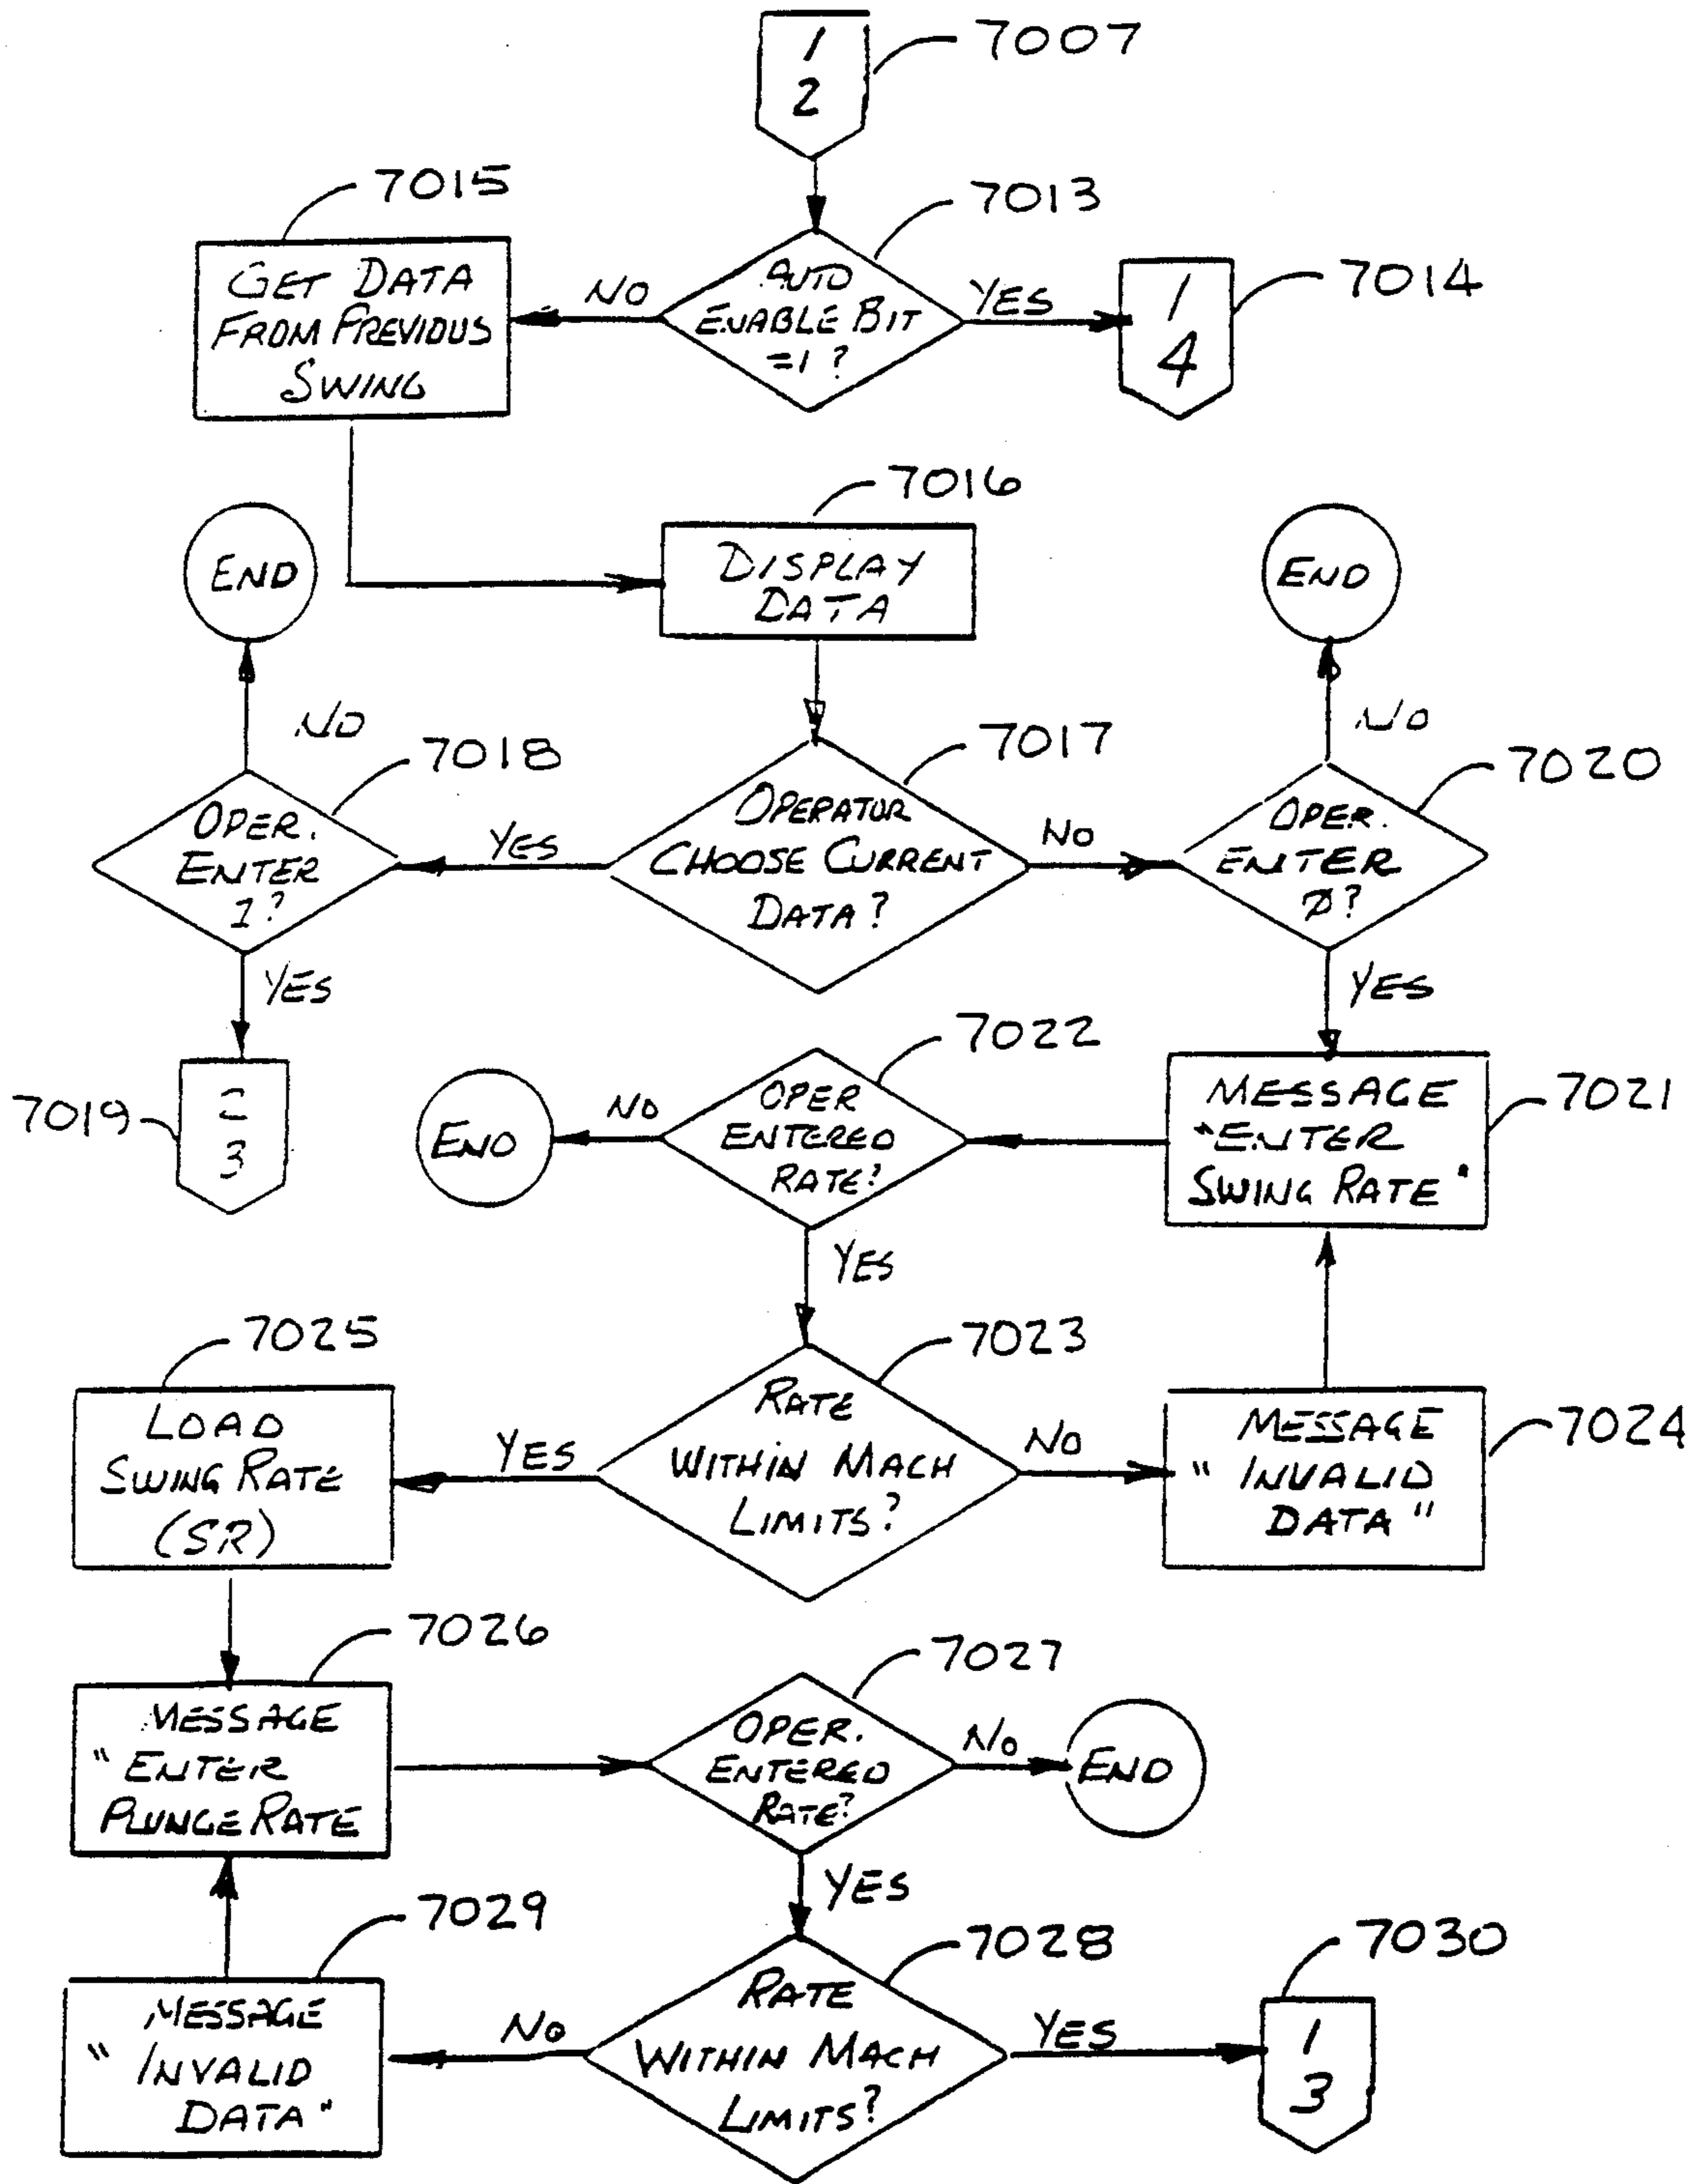 1
2
7007
7015
7013
GET DATA
FROM PREVIOUS
SWING
NO
AUTO
ENABLE BIT
=1?
YES
1
4
7014
7016
DISPLAY
DATA
END
END
NO
7018
7017
NO
7020
OPER.
ENTER
1?
YES
OPERATOR
CHOOSE CURRENT
DATA?
NO
OPER.
ENTER
Ø?
YES
YES
7022
7019
2
3
END
NO
OPER
ENTERED
RATE?
MESSAGE
"ENTER
SWING RATE"
7021
YES
7025
7023
LOAD
SWING RATE
(SR)
YES
RATE
WITHIN MACH
LIMITS?
NO
MESSAGE
"INVALID
DATA"
7024
7026
7027
MESSAGE
"ENTER
PLUNGE RATE
OPER.
ENTERED
RATE?
NO
END
YES
7029
7028
7030
MESSAGE
"INVALID
DATA"
NO
RATE
WITHIN MACH
LIMITS?
YES
1
3